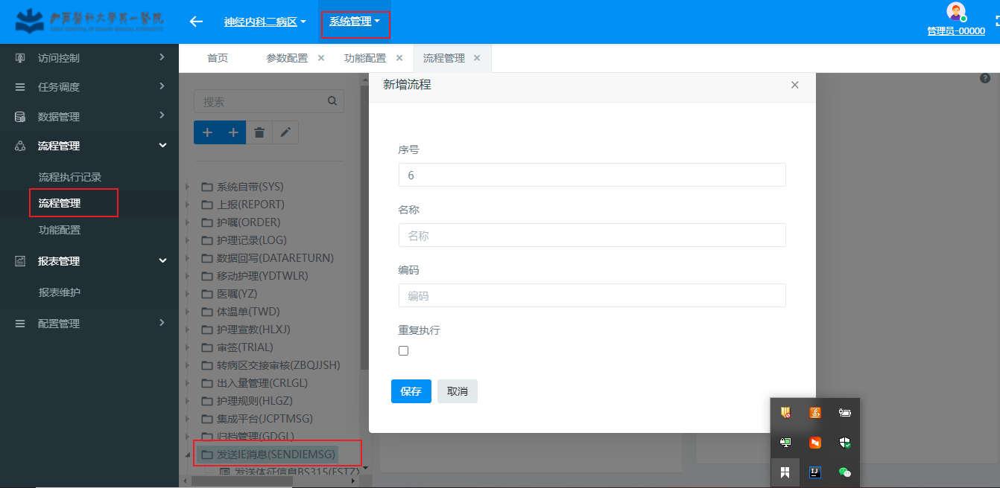 神经内科二病区
系统管理
管理员-00000
访问控制
任务调度
数据管理
流程管理
流程执行记录
流程管理
功能配置
报表管理
报表维护
配置管理
首页
参数配置
功能配置
流程管理
搜索
系统自带(SYS)
上报(REPORT)
护嘱(ORDER)
护理记录(LOG)
数据回写(DATARETURN)
移动护理(YDTWLR)
医嘱(YZ)
体温单(TWD)
护理宣教(HLXJ)
审签(TRIAL)
转病区交接审核(ZBQJJSH)
出入量管理(CRLGL)
护理规则(HLGZ)
集成平台(JCPTMSG)
归档管理(GDGL)
发送IE消息(SENDIEMSG)
发送体征信息BS315(FSTZX
新增流程
序号
6
名称
名称
编码
编码
重复执行
保存
取消